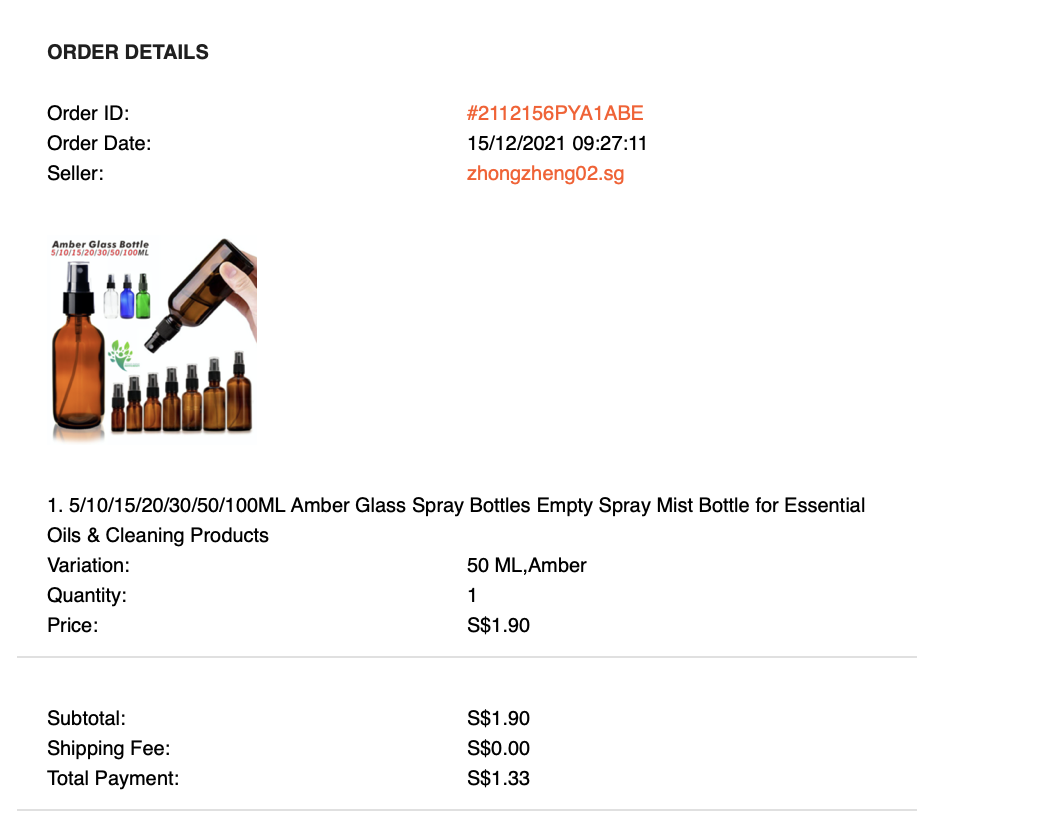 ORDER DETAILS
Order ID: #2112156PYA1ABE
Order Date: 15/12/2021 09:27:11
Seller: zhongzheng02.sg
Amber Glass Bottle
5/10/15/20/30/50/100ML
1. 5/10/15/20/30/50/100ML Amber Glass Spray Bottles Empty Spray Mist Bottle for Essential
Oils & Cleaning Products
Variation: 50 ML,Amber
Quantity: 1
Price: S$1.90
Subtotal: S$1.90
Shipping Fee: S$0.00
Total Payment: S$1.33